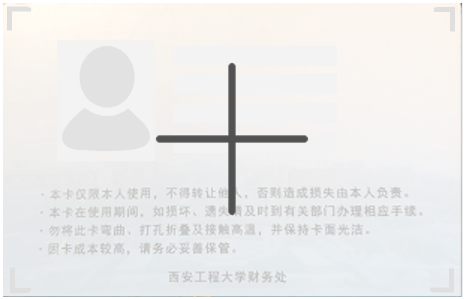 ·本卡仅限本人使用，不得转让他人，否则造成损失由本人负责。
·本卡在使用期间，如损坏、遗失请及时到有关部门办理相应手续。
·勿将此卡弯曲、打孔折叠及接触高温，并保持卡面光洁。
·因卡成本较高，请务必妥善保管。
西安工程大学财务处